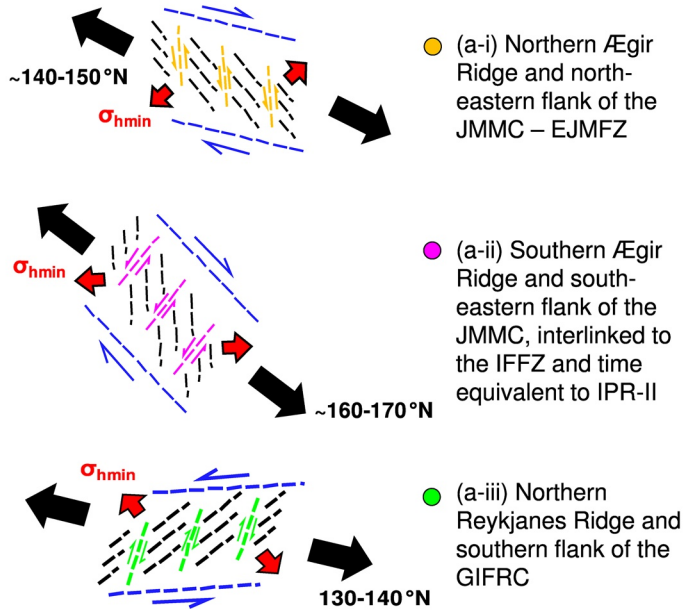 ~140-150°N
σhmin
(a-i) Northern Ægir
Ridge and north-
eastern flank of the
JMMC – EJMFZ
σhmin
~160-170°N
(a-ii) Southern Ægir
Ridge and south-
eastern flank of the
JMMC, interlinked to
the IFFZ and time
equivalent to IPR-II
σhmin
130-140°N
(a-iii) Northern
Reykjanes Ridge and
southern flank of the
GIFRC